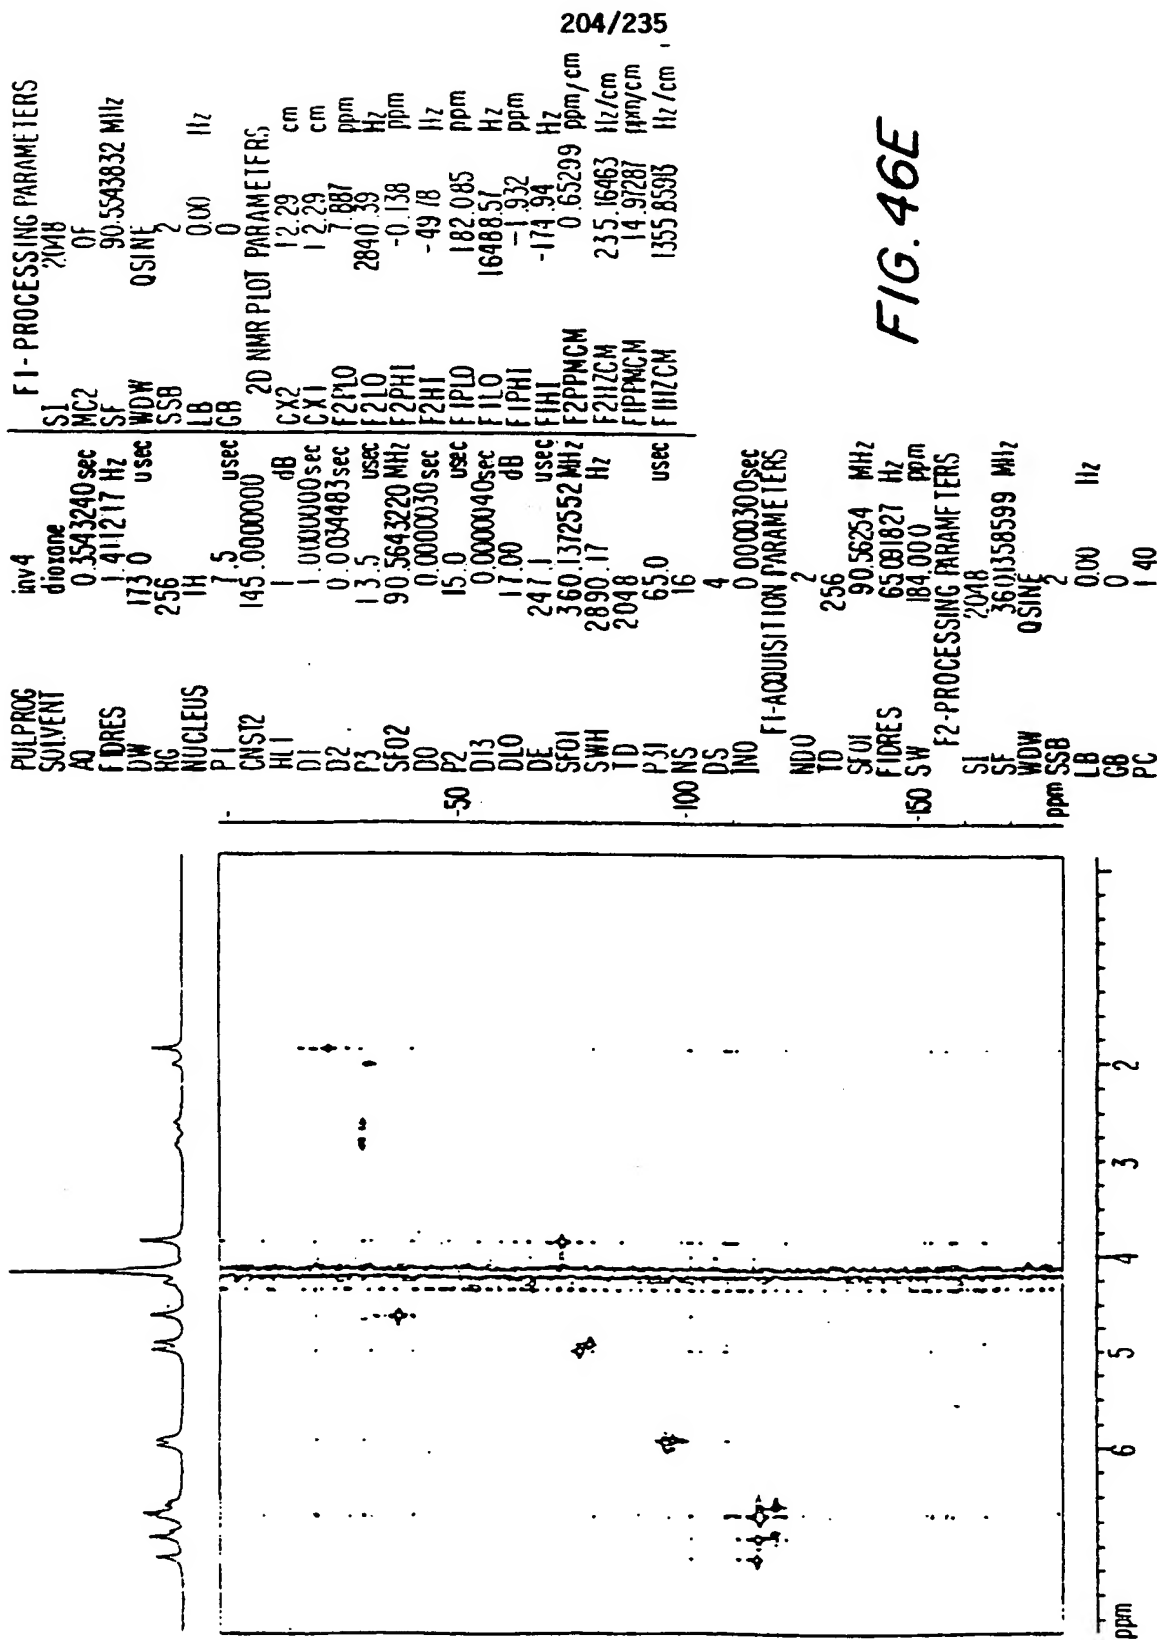 204/235
PULPROG inv4
SOLVENT dioxane
AQ 0.3543240 sec
FIDRES 1.411217 Hz
DW 173.0 usec
RG 256
NUCLEUS 1H
P1 7.5 usec
CNST2 145.0000000
HL1 1 dB
D1 1.0000000 sec
D2 0.0034483 sec
P3 13.5 usec
SFO2 90.5643220 MHz
D0 0.0000030 sec
P2 15.0 usec
D13 0.0000040 sec
DL0 17.00 dB
DE 247.1 usec
SFO1 360.1372552 MHz
SWH 2890.17 Hz
TD 2048
P31 65.0 usec
NS 16
DS 4
IN0 0.0000300 sec
F1-ACQUISITION PARAMETERS
ND0 2
TD 256
SFO1 90.56254 MHz
FIDRES 65.091827 Hz
SW 184.000 ppm
F2-PROCESSING PARAMETERS
SI 2048
SF 360.1358599 MHz
WDW QSINE
SSB 2
LB 0.00 Hz
GB 0
PC 1.40
F1-PROCESSING PARAMETERS
SI 2048
MC2 QF
SF 90.5543832 MHz
WDW QSINE
SSB 2
LB 0.00 Hz
GB 0
2D NMR PLOT PARAMETERS
CX2 12.29 cm
CX1 12.29 cm
F2PLO 7.887 ppm
F2LO 2840.39 Hz
F2PHI -0.138 ppm
F2HI -49.78 Hz
F1PLO 182.085 ppm
F1LO 16488.57 Hz
F1PHI -1.932 ppm
F1HI -174.94 Hz
F2PPMCM 0.65299 ppm/cm
F2HZCM 235.16463 Hz/cm
F1PPMCM 14.97287 ppm/cm
F1HZCM 1355.8590 Hz/cm
-50
-100
-150
ppm
ppm 6 5 4 3 2
FIG. 46E